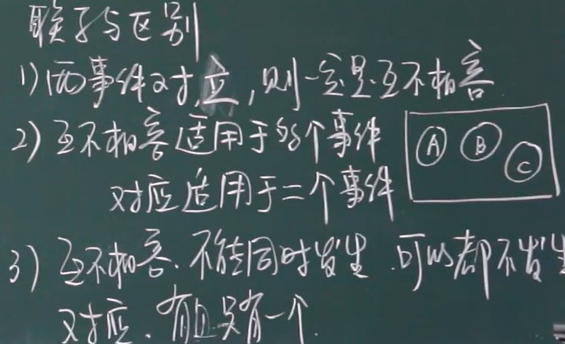 联系与区别
1) 两事件对立,则一定是互不相容
2) 互不相容适用于多个事件
A B C
对应适用于二个事件
3) 互不相容.不能同时发生.可以都不发生
对应.有且只有一个.